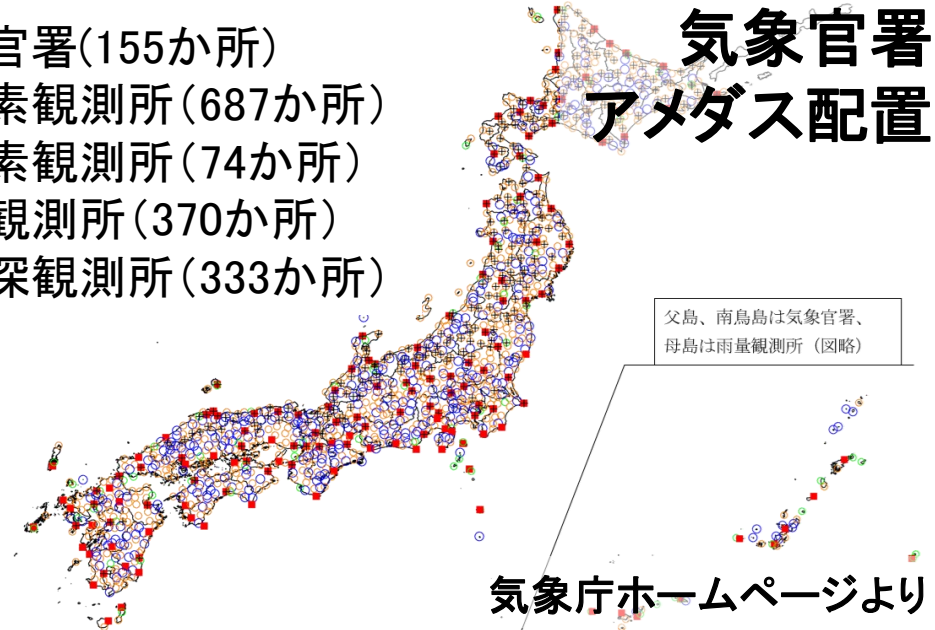 官署(155か所)
素観測所(687か所)
素観測所(74か所)
観測所(370か所)
深観測所(333か所)
気象官署
アメダス配置
父島、南鳥島は気象官署、
母島は雨量観測所(図略)
気象庁ホームページより